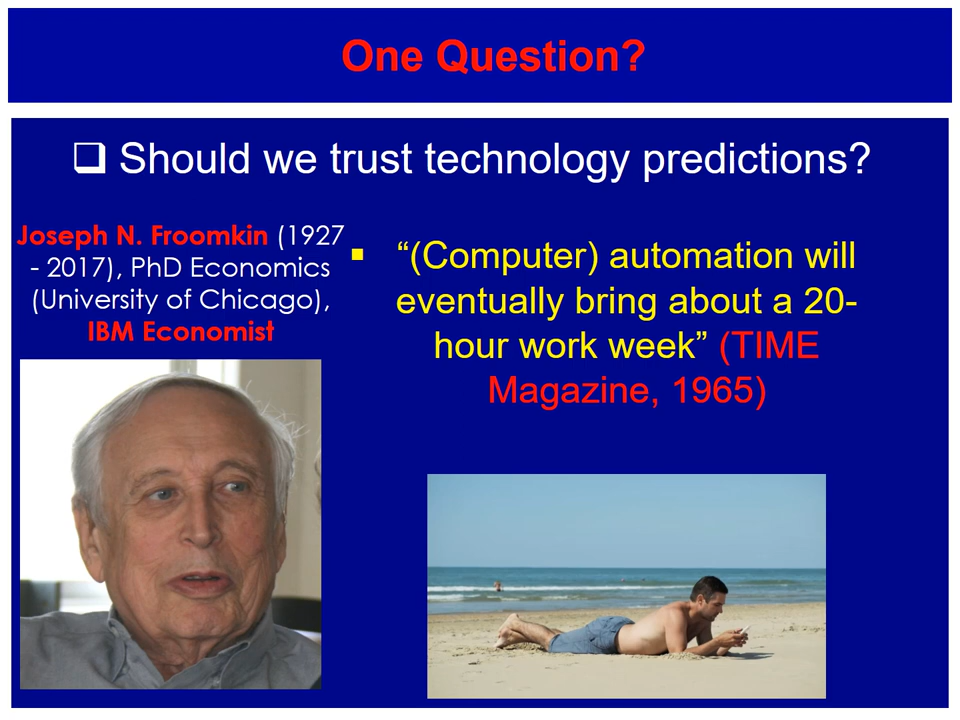 One Question?
❑ Should we trust technology predictions?
Joseph N. Froomkin (1927
- 2017), PhD Economics
(University of Chicago),
IBM Economist
▪ “(Computer) automation will
eventually bring about a 20-
hour work week” (TIME
Magazine, 1965)